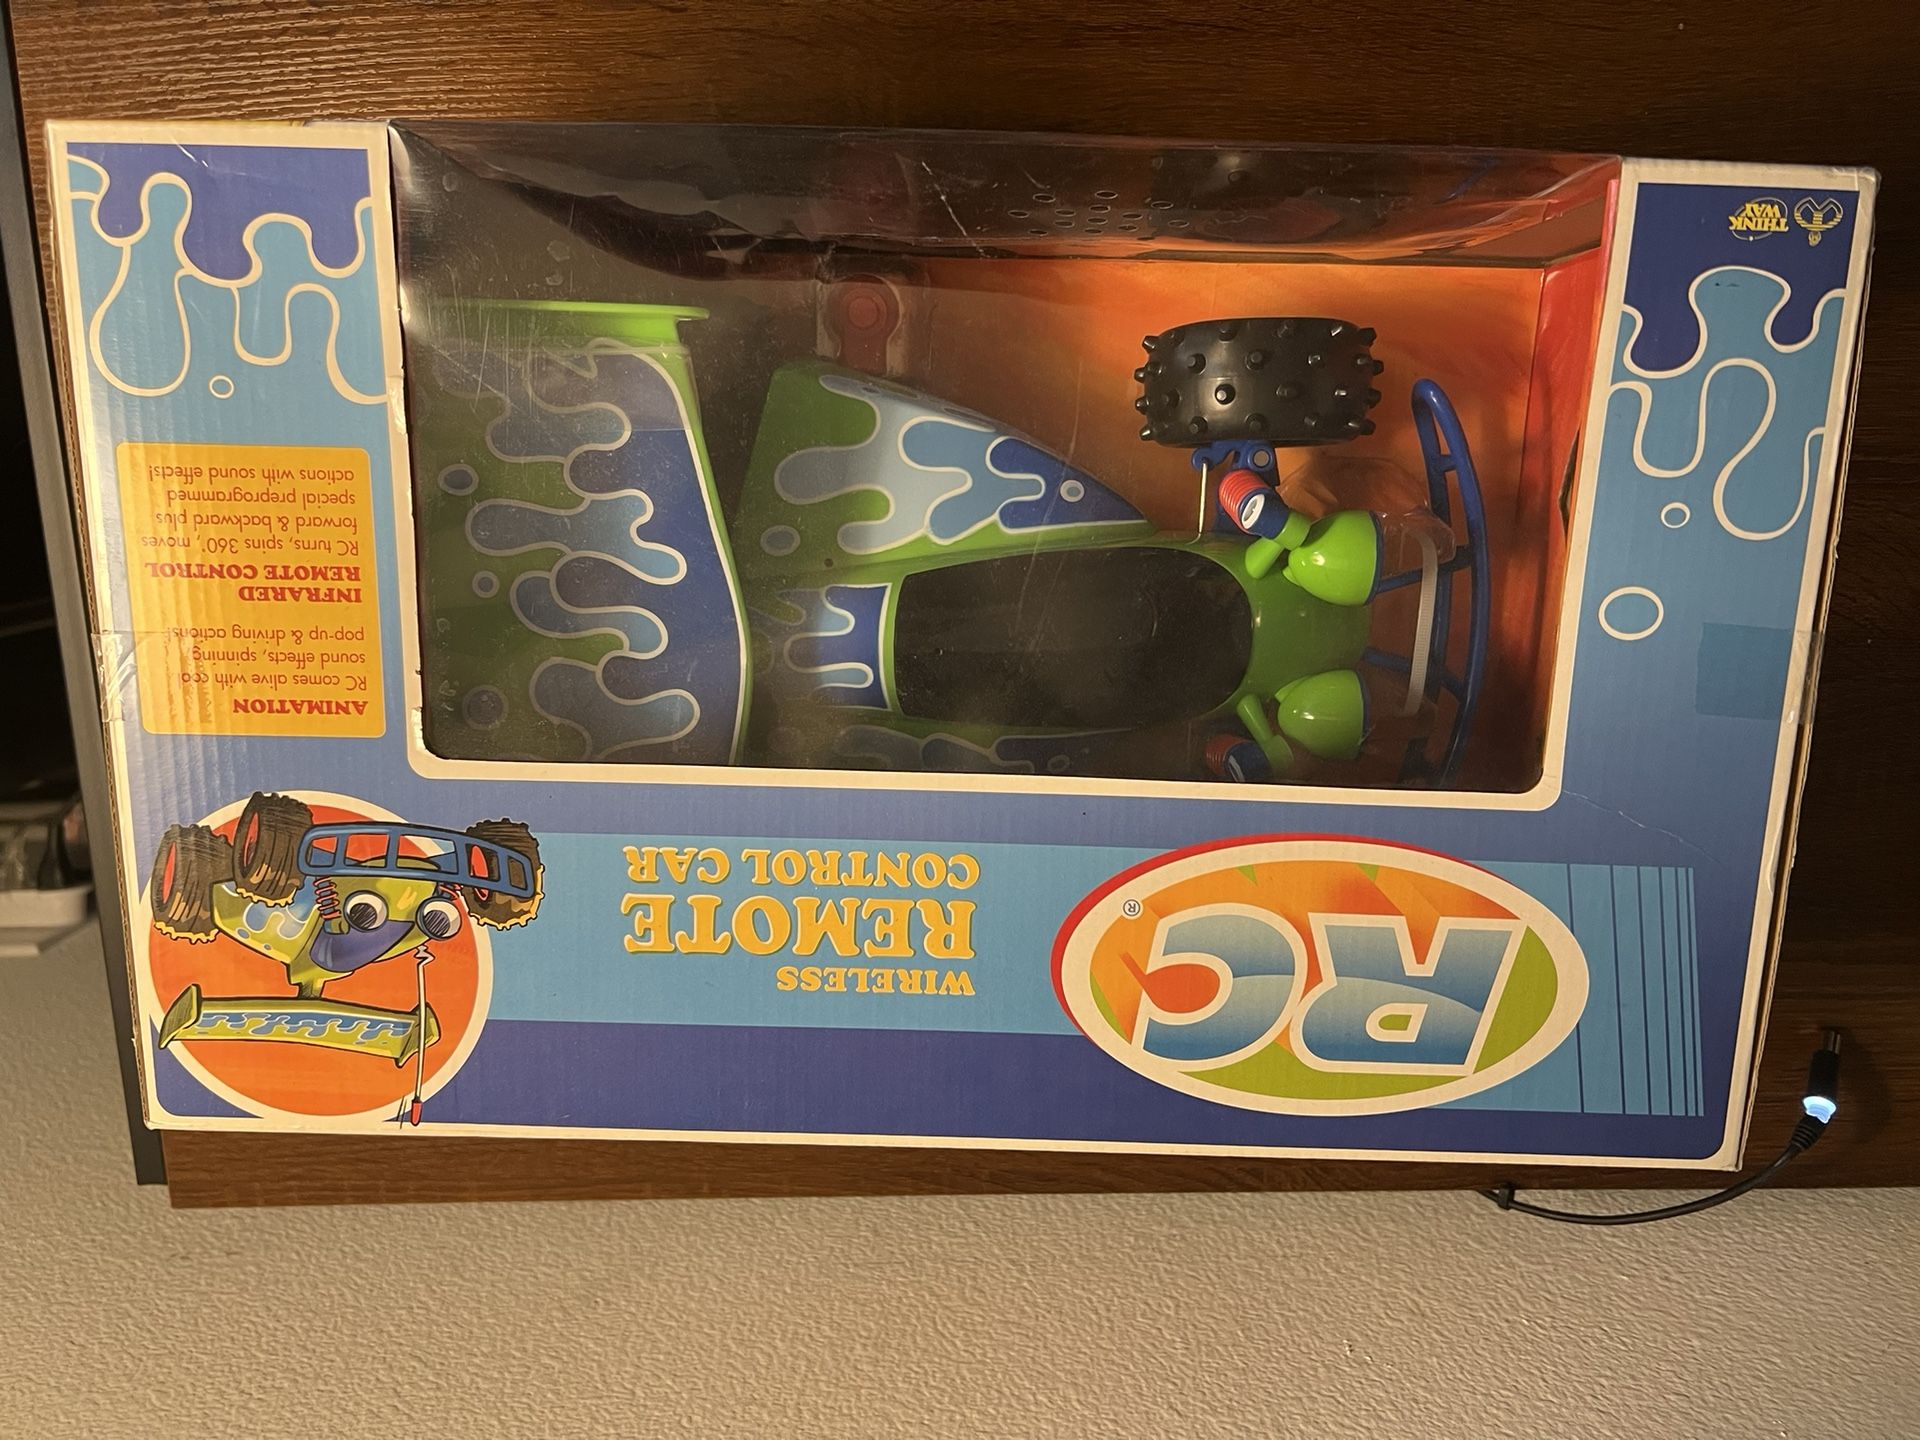 THINK
WAY
RC®
WIRELESS
REMOTE
CONTROL CAR
ANIMATION
RC comes alive with cool
sound effects, spinning,
pop-up & driving actions!
INFRARED
REMOTE CONTROL
RC turns, spins 360°, moves
forward & backward plus
special preprogrammed
actions with sound effects!